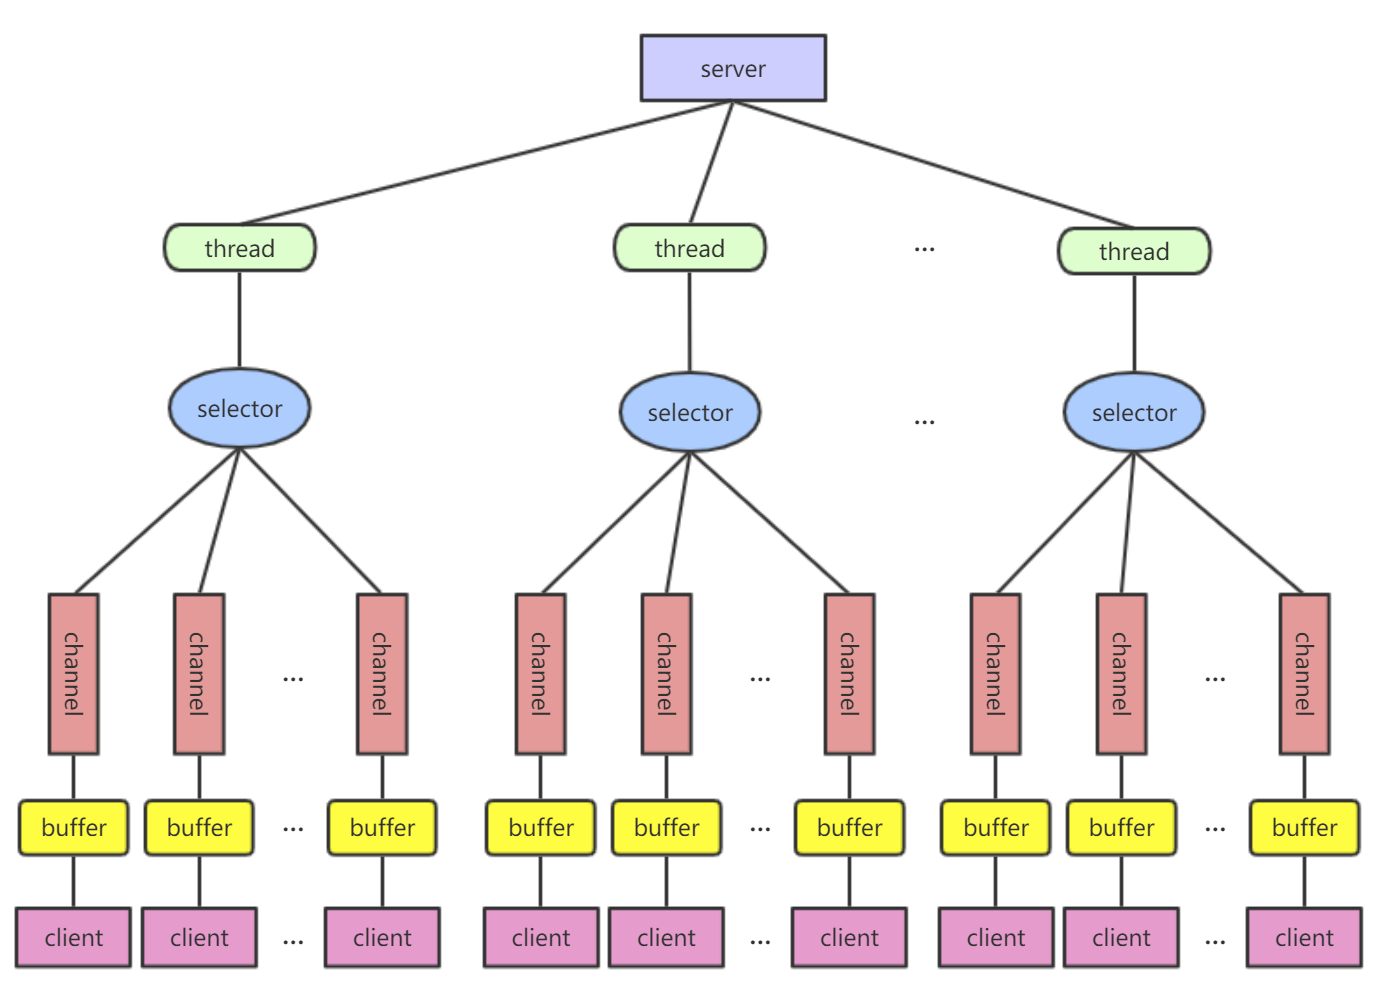 server
thread
thread
...
thread
selector
selector
...
selector
channel
channel
...
channel
channel
channel
...
channel
channel
channel
...
channel
buffer
buffer
...
buffer
buffer
buffer
...
buffer
buffer
buffer
...
buffer
client
client
...
client
client
client
...
client
client
client
...
client